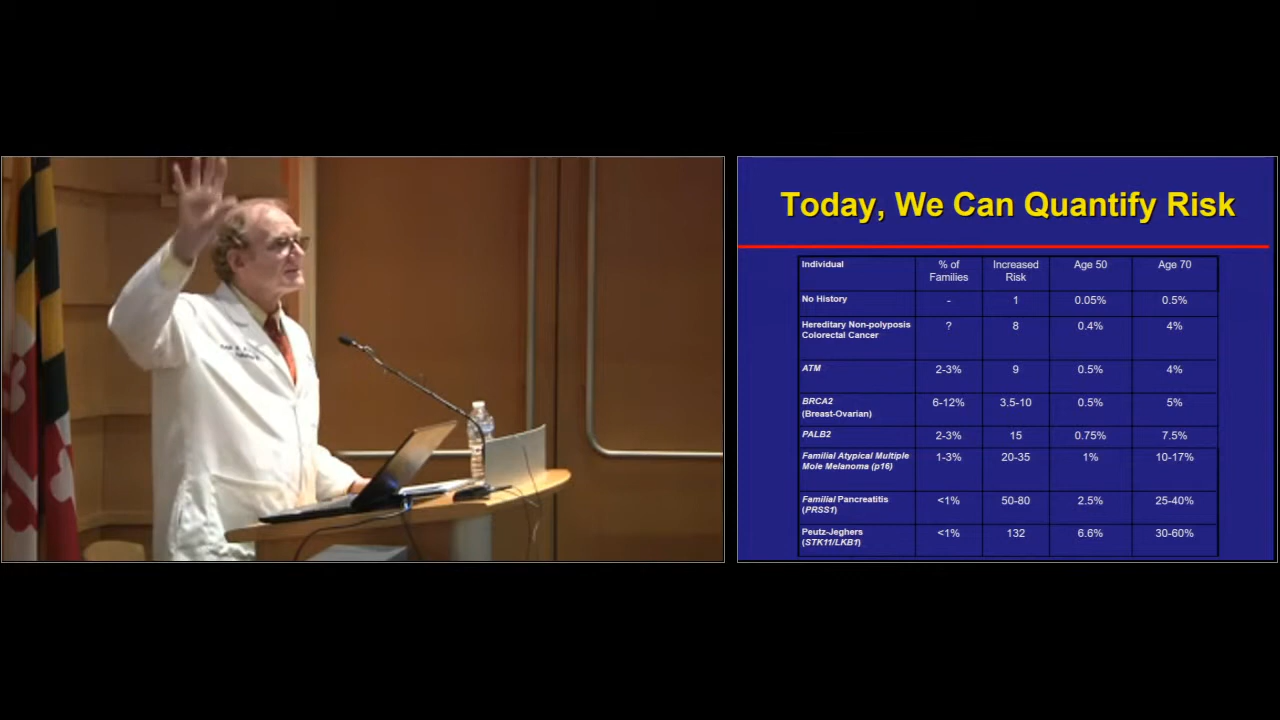 Today, We Can Quantify Risk
Individual
% of
Families
Increased
Risk
Age 50
Age 70
No History
-
1
0.05%
0.5%
Hereditary Non-polyposis
Colorectal Cancer
?
8
0.4%
4%
ATM
2-3%
9
0.5%
4%
BRCA2
(Breast-Ovarian)
6-12%
3.5-10
0.5%
5%
PALB2
2-3%
15
0.75%
7.5%
Familial Atypical Multiple
Mole Melanoma (p16)
1-3%
20-35
1%
10-17%
Familial Pancreatitis
(PRSS1)
<1%
50-80
2.5%
25-40%
Peutz-Jeghers
(STK11/LKB1)
<1%
132
6.6%
30-60%